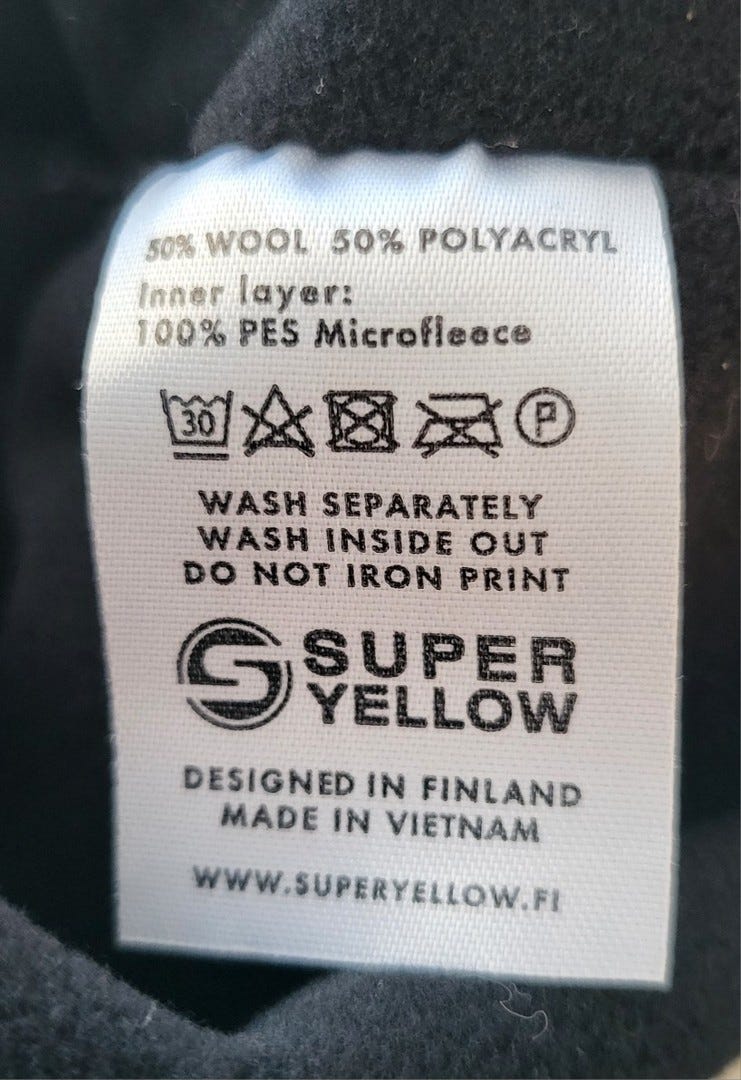 50% WOOL 50% POLYACRYL
Inner layer:
100% PES Microfleece
30 P
WASH SEPARATELY
WASH INSIDE OUT
DO NOT IRON PRINT
SUPER
YELLOW
DESIGNED IN FINLAND
MADE IN VIETNAM
WWW.SUPERYELLOW.FI